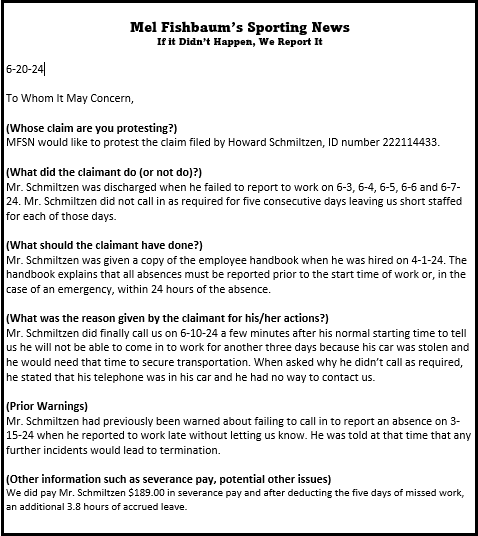 Mel Fishbaum's Sporting News
If it Didn't Happen, We Report It
6-20-24
To Whom It May Concern,
(Whose claim are you protesting?)
MFSN would like to protest the claim filed by Howard Schmiltzen, ID number 222114433.
(What did the claimant do (or not do)?)
Mr. Schmiltzen was discharged when he failed to report to work on 6-3, 6-4, 6-5, 6-6 and 6-7-
24. Mr. Schmiltzen did not call in as required for five consecutive days leaving us short staffed
for each of those days.
(What should the claimant have done?)
Mr. Schmiltzen was given a copy of the employee handbook when he was hired on 4-1-24. The
handbook explains that all absences must be reported prior to the start time of work or, in the
case of an emergency, within 24 hours of the absence.
(What was the reason given by the claimant for his/her actions?)
Mr. Schmiltzen did finally call us on 6-10-24 a few minutes after his normal starting time to tell
us he will not be able to come in to work for another three days because his car was stolen and
he would need that time to secure transportation. When asked why he didn't call as required,
he stated that his telephone was in his car and he had no way to contact us.
(Prior Warnings)
Mr. Schmiltzen had previously been warned about failing to call in to report an absence on 3-
15-24 when he reported to work late without letting us know. He was told at that time that any
further incidents would lead to termination.
(Other information such as severance pay, potential other issues)
We did pay Mr. Schmiltzen $189.00 in severance pay and after deducting the five days of missed work,
an additional 3.8 hours of accrued leave.